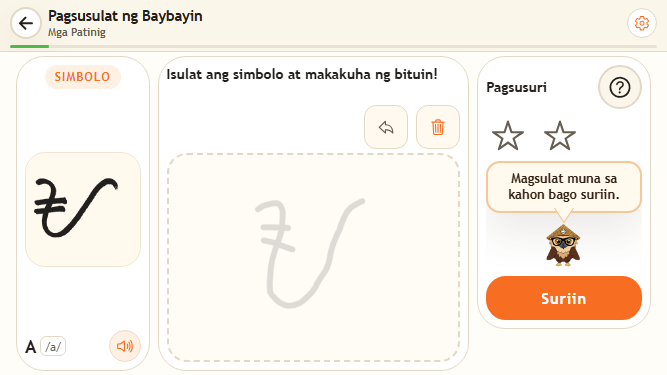 Pagsusulat ng Baybayin
Mga Patinig
SIMBOLO
ᜀ
A /a/
Isulat ang simbolo at makakuha ng bituin!
ᜀ
Pagsusuri
?
Magsulat muna sa
kahon bago suriin.
Suriin